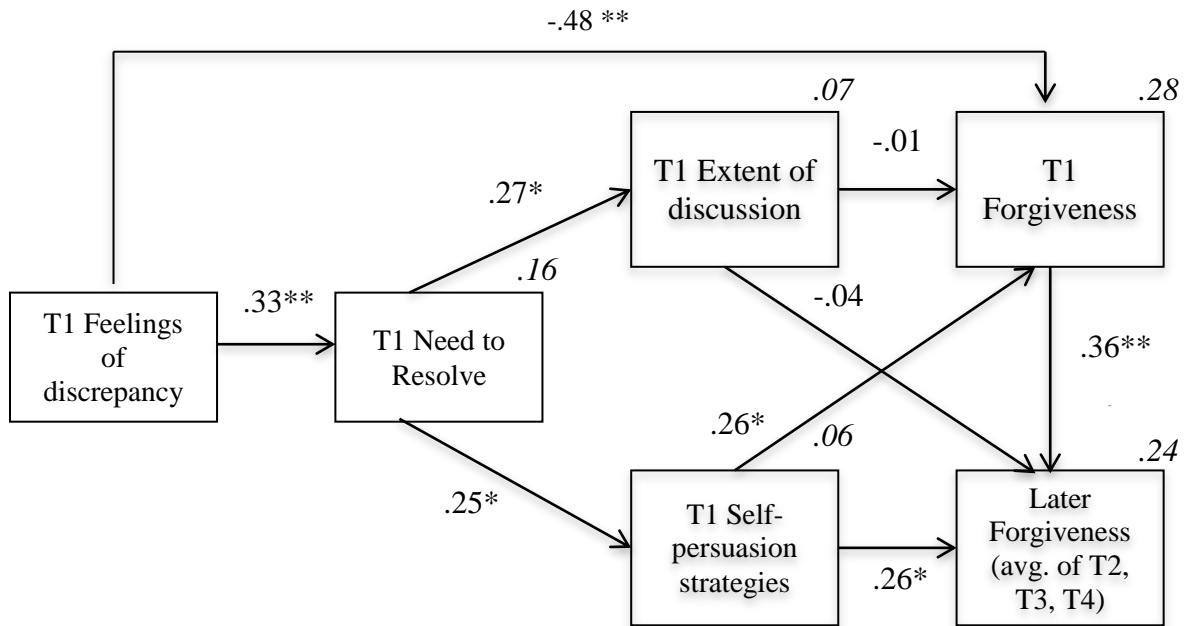 -.48 **
.07
.28
T1 Extent of
discussion
-.01
T1
Forgiveness
.27*
.16
-.04
T1 Feelings
of
discrepancy
.33**
T1 Need to
Resolve
.36**
.26*
.06
.24
.25*
T1 Self-
persuasion
strategies
.26*
Later
Forgiveness
(avg. of T2,
T3, T4)